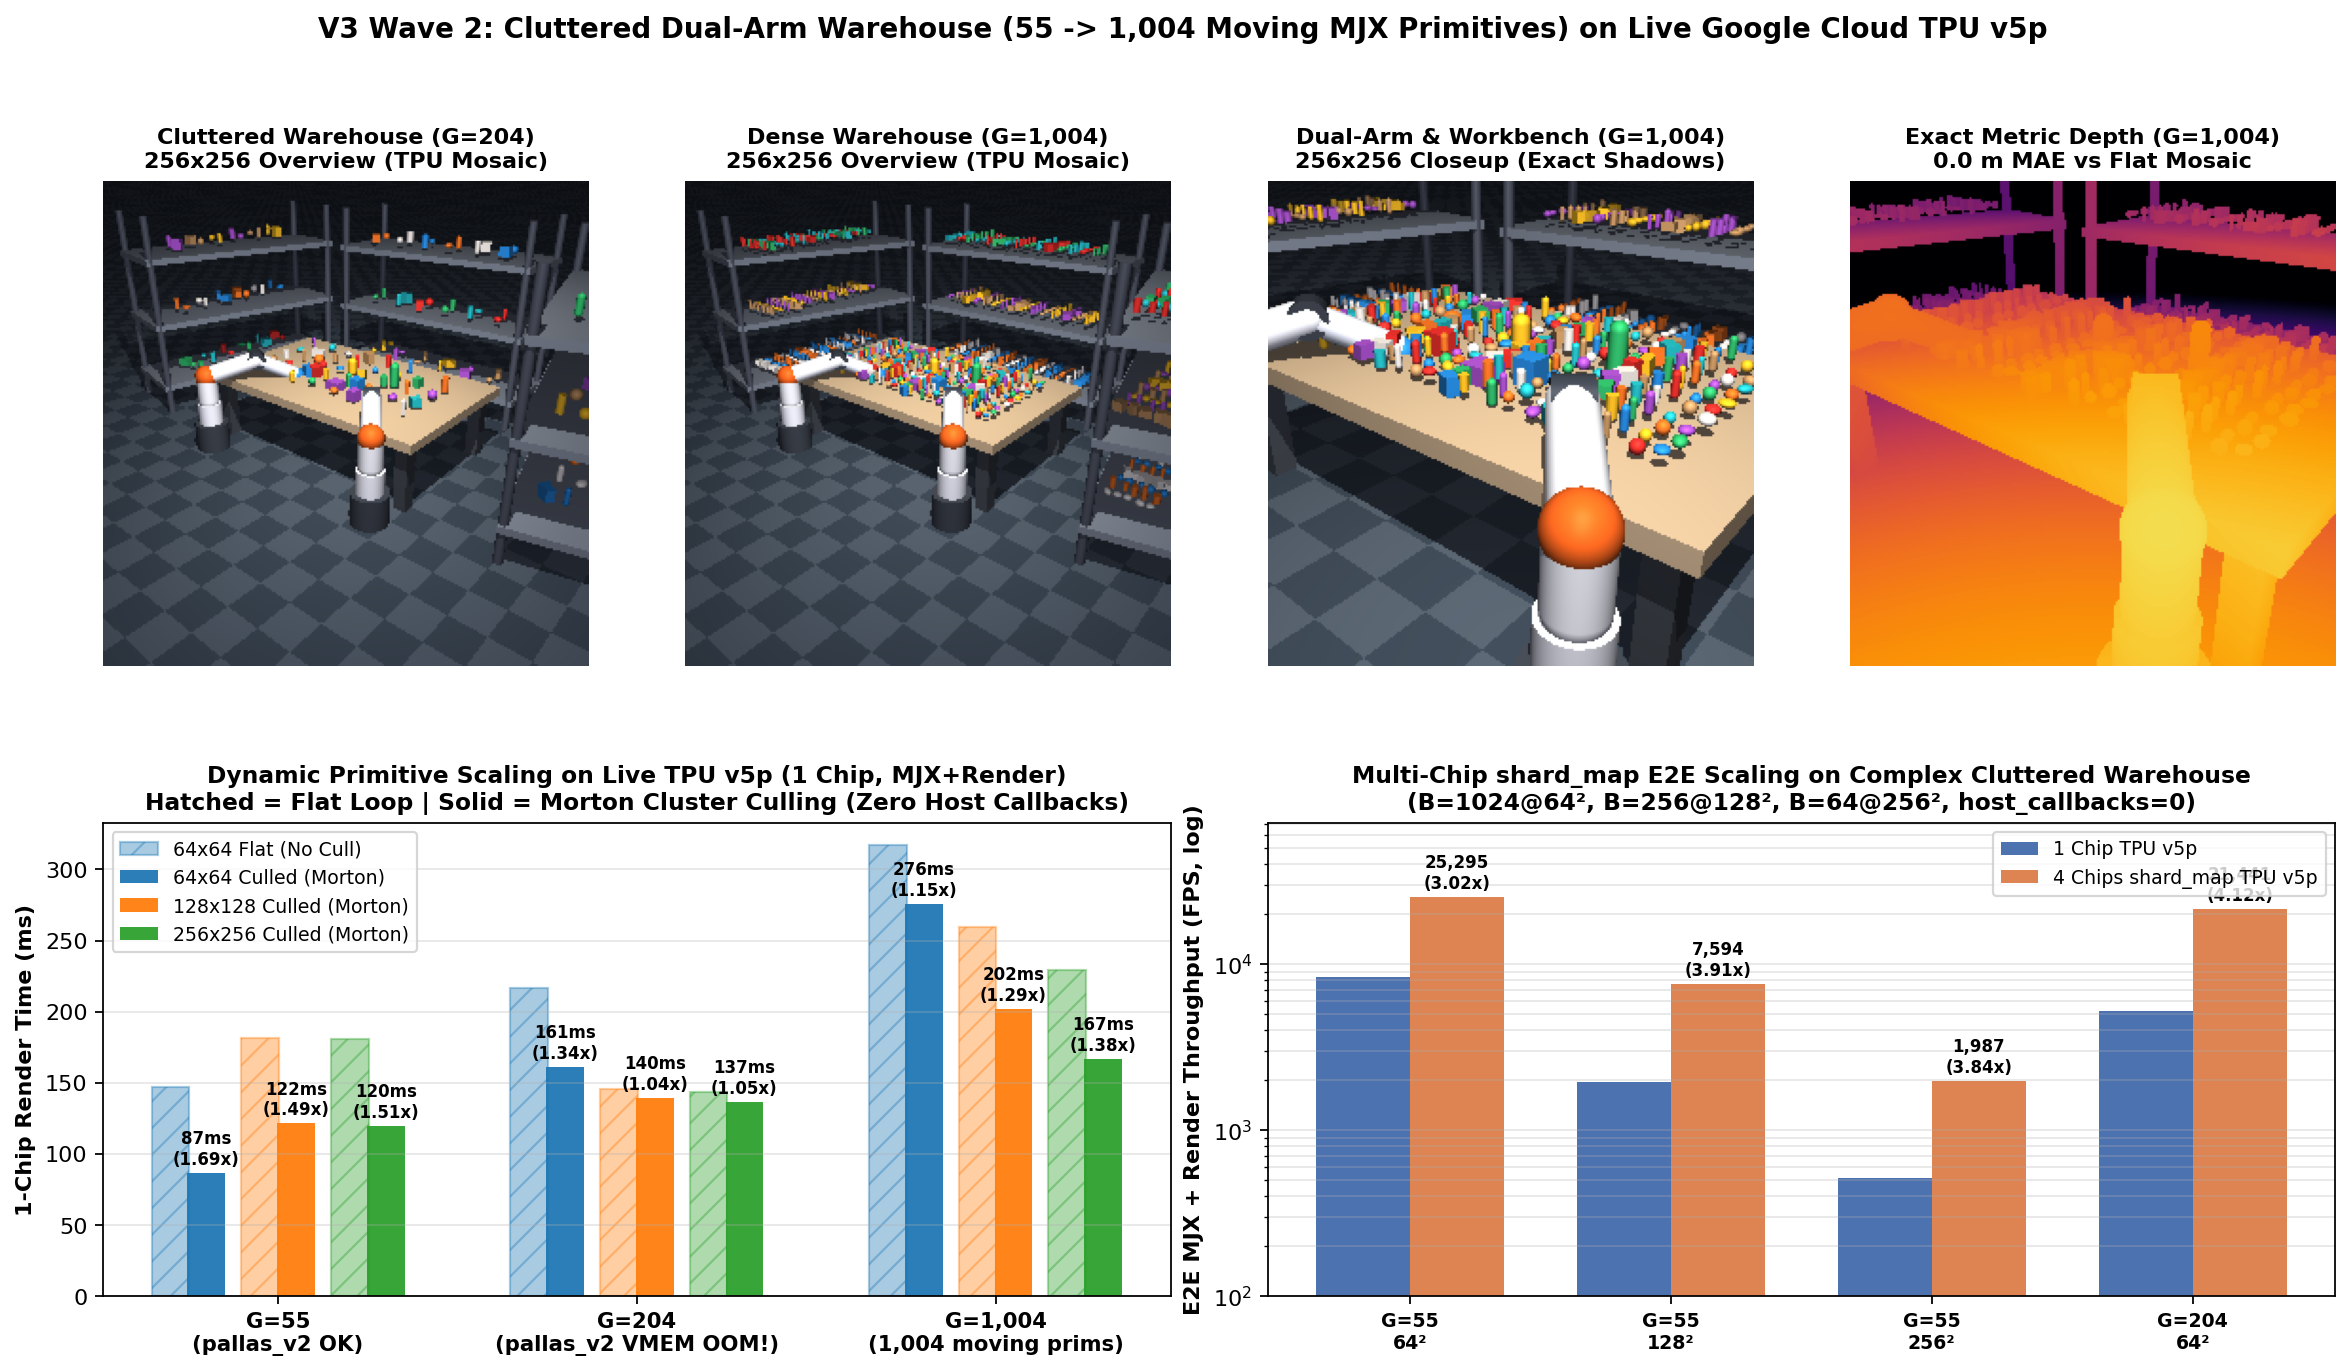 V3 Wave 2: Cluttered Dual-Arm Warehouse (55 -> 1,004 Moving MJX Primitives) on Live Google Cloud TPU v5p
Cluttered Warehouse (G=204)
256x256 Overview (TPU Mosaic)
Dense Warehouse (G=1,004)
256x256 Overview (TPU Mosaic)
Dual-Arm & Workbench (G=1,004)
256x256 Closeup (Exact Shadows)
Exact Metric Depth (G=1,004)
0.0 m MAE vs Flat Mosaic
Dynamic Primitive Scaling on Live TPU v5p (1 Chip, MJX+Render)
Hatched = Flat Loop | Solid = Morton Cluster Culling (Zero Host Callbacks)
1-Chip Render Time (ms)
300
250
200
150
100
50
0
64x64 Flat (No Cull)
64x64 Culled (Morton)
128x128 Culled (Morton)
256x256 Culled (Morton)
87ms
(1.69x)
122ms
(1.49x)
120ms
(1.51x)
161ms
(1.34x)
140ms
(1.04x)
137ms
(1.05x)
276ms
(1.15x)
202ms
(1.29x)
167ms
(1.38x)
G=55
(pallas_v2 OK)
G=204
(pallas_v2 VMEM OOM!)
G=1,004
(1,004 moving prims)
Multi-Chip shard_map E2E Scaling on Complex Cluttered Warehouse
(B=1024@64², B=256@128², B=64@256², host_callbacks=0)
E2E MJX + Render Throughput (FPS, log)
10⁴
10³
10²
1 Chip TPU v5p
4 Chips shard_map TPU v5p
25,295
(3.02x)
7,594
(3.91x)
1,987
(3.84x)
(4.12x)
G=55
64²
G=55
128²
G=55
256²
G=204
64²